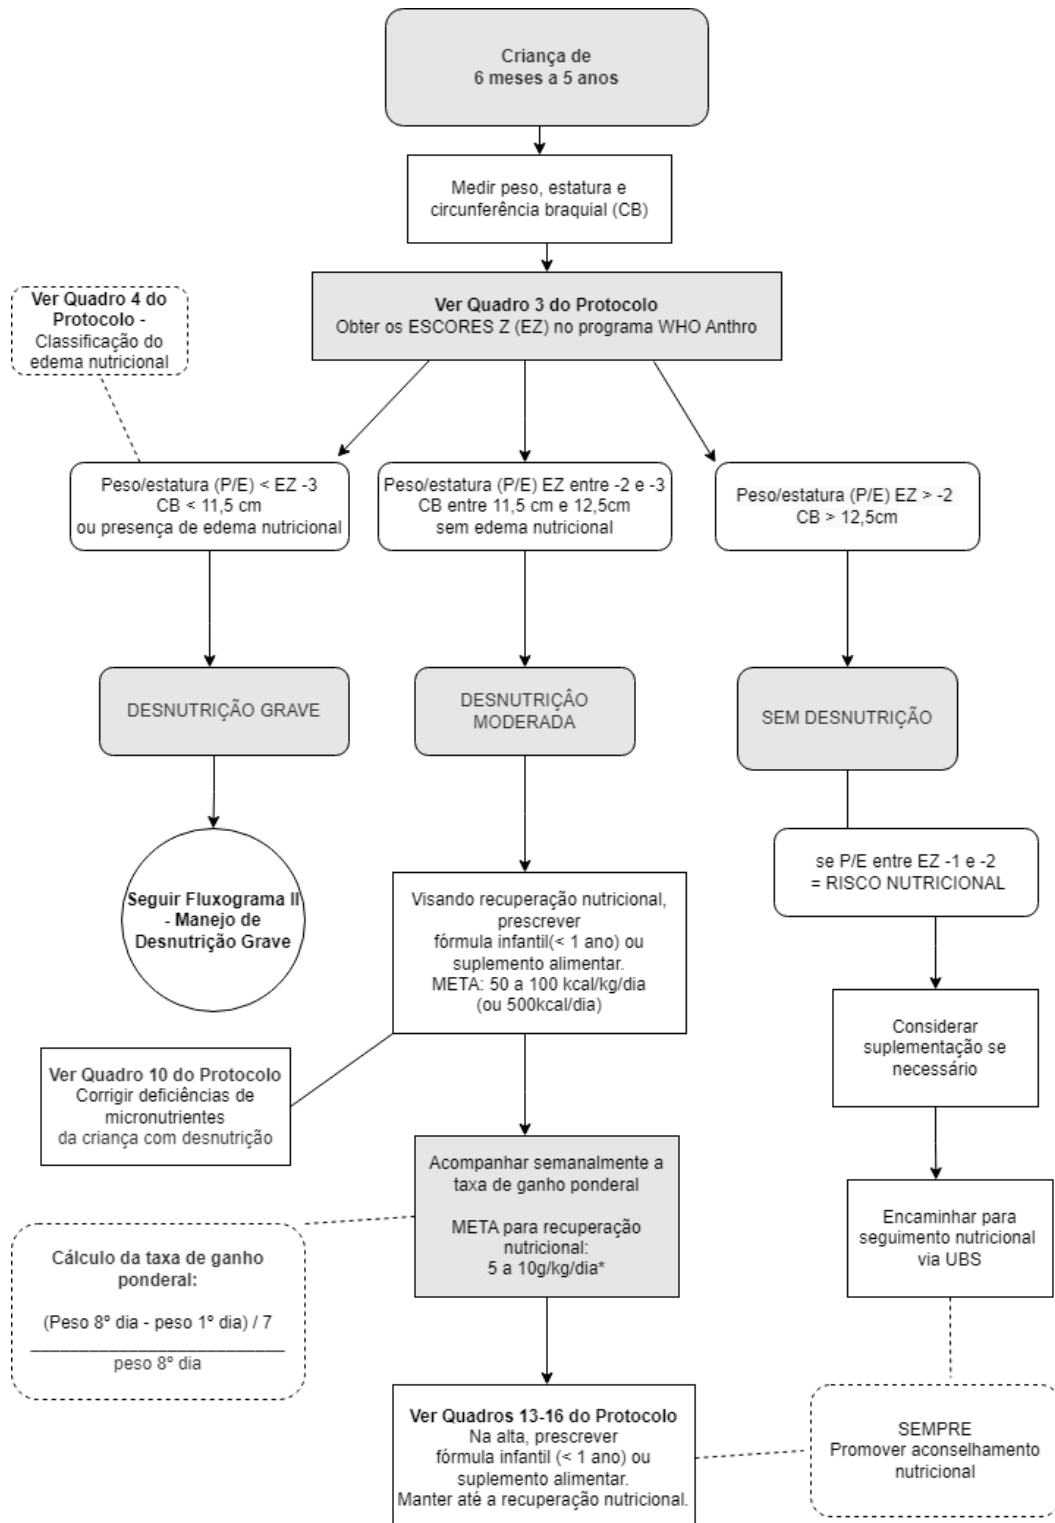 Criança de
6 meses a 5 anos
Medir peso, estatura e
circunferência braquial (CB)
Ver Quadro 3 do Protocolo
Obter os ESCORES Z (EZ) no programa WHO Anthro
Ver Quadro 4 do
Protocolo -
Classificação do
edema nutricional
Peso/estatura (P/E) < EZ -3
CB < 11,5 cm
ou presença de edema nutricional
Peso/estatura (P/E) EZ entre -2 e -3
CB entre 11,5 cm e 12,5cm
sem edema nutricional
Peso/estatura (P/E) EZ > -2
CB > 12,5cm
DESNUTRIÇÃO GRAVE
DESNUTRIÇÂO
MODERADA
SEM DESNUTRIÇÃO
Seguir Fluxograma II
- Manejo de
Desnutrição Grave
se P/E entre EZ -1 e -2
= RISCO NUTRICIONAL
Visando recuperação nutricional,
prescrever
fórmula infantil(< 1 ano) ou
suplemento alimentar.
META: 50 a 100 kcal/kg/dia
(ou 500kcal/dia)
Considerar
suplementação se
necessário
Ver Quadro 10 do Protocolo
Corrigir deficiências de
micronutrientes
da criança com desnutrição
Acompanhar semanalmente a
taxa de ganho ponderal
META para recuperação
nutricional:
5 a 10g/kg/dia*
Encaminhar para
seguimento nutricional
via UBS
Cálculo da taxa de ganho
ponderal:
(Peso 8º dia - peso 1º dia) / 7
peso 8º dia
Ver Quadros 13-16 do Protocolo
Na alta, prescrever
fórmula infantil (< 1 ano) ou
suplemento alimentar.
Manter até a recuperação nutricional.
SEMPRE
Promover aconselhamento
nutricional